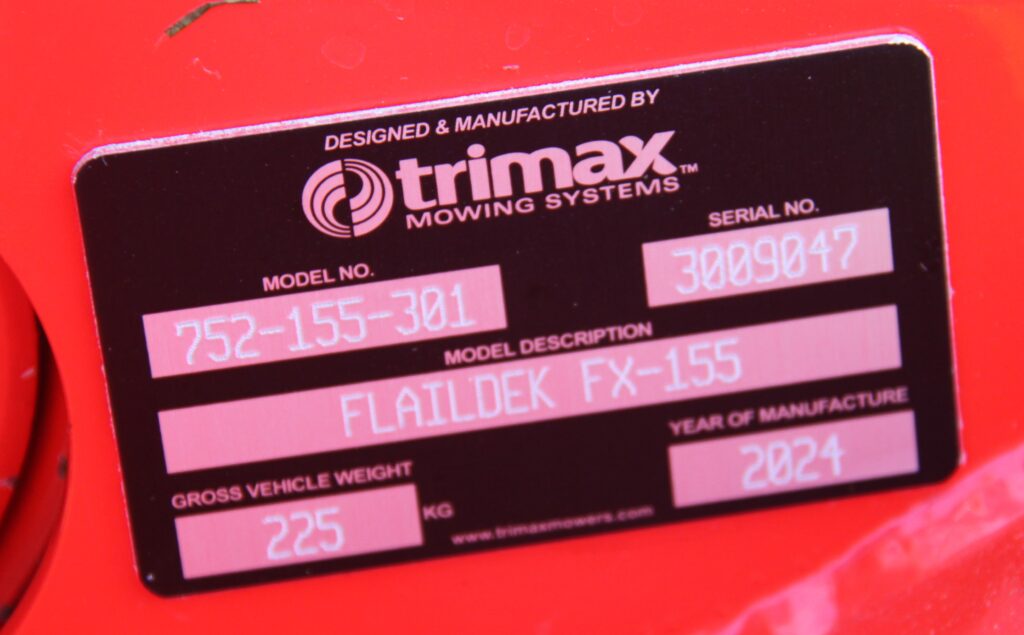 DESIGNED & MANUFACTURED BY
trimax™
MOWING SYSTEMS
MODEL NO.
SERIAL NO.
752-155-301
3009047
MODEL DESCRIPTION
FLAILDEK FX-155
GROSS VEHICLE WEIGHT
YEAR OF MANUFACTURE
225 KG
2024
www.trimaxmowers.com